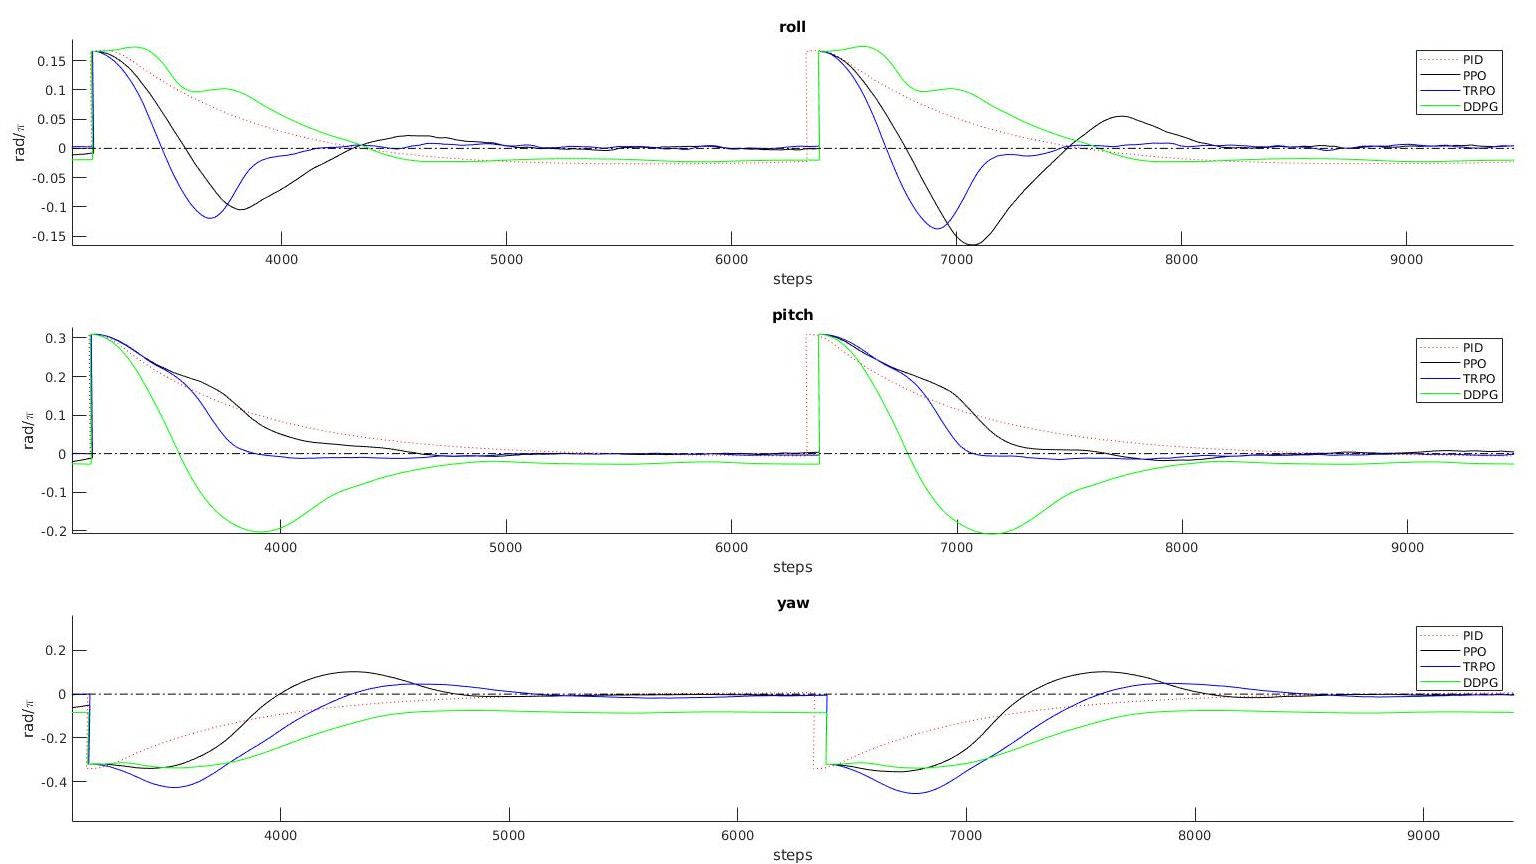 roll
rad/π
0.15
0.1
0.05
0
-0.05
-0.1
-0.15
4000 5000 6000 7000 8000 9000
steps
PID
PPO
TRPO
DDPG
pitch
rad/π
0.3
0.2
0.1
0
-0.1
-0.2
4000 5000 6000 7000 8000 9000
steps
PID
PPO
TRPO
DDPG
yaw
rad/π
0.2
0
-0.2
-0.4
4000 5000 6000 7000 8000 9000
steps
PID
PPO
TRPO
DDPG